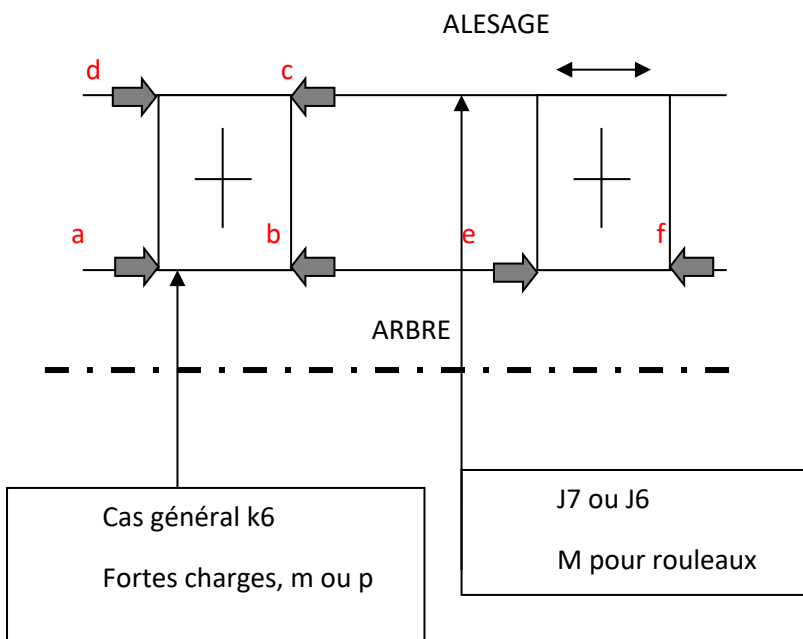 ALESAGE
d c
a b e f
ARBRE
Cas général k6
Fortes charges, m ou p
J7 ou J6
M pour rouleaux